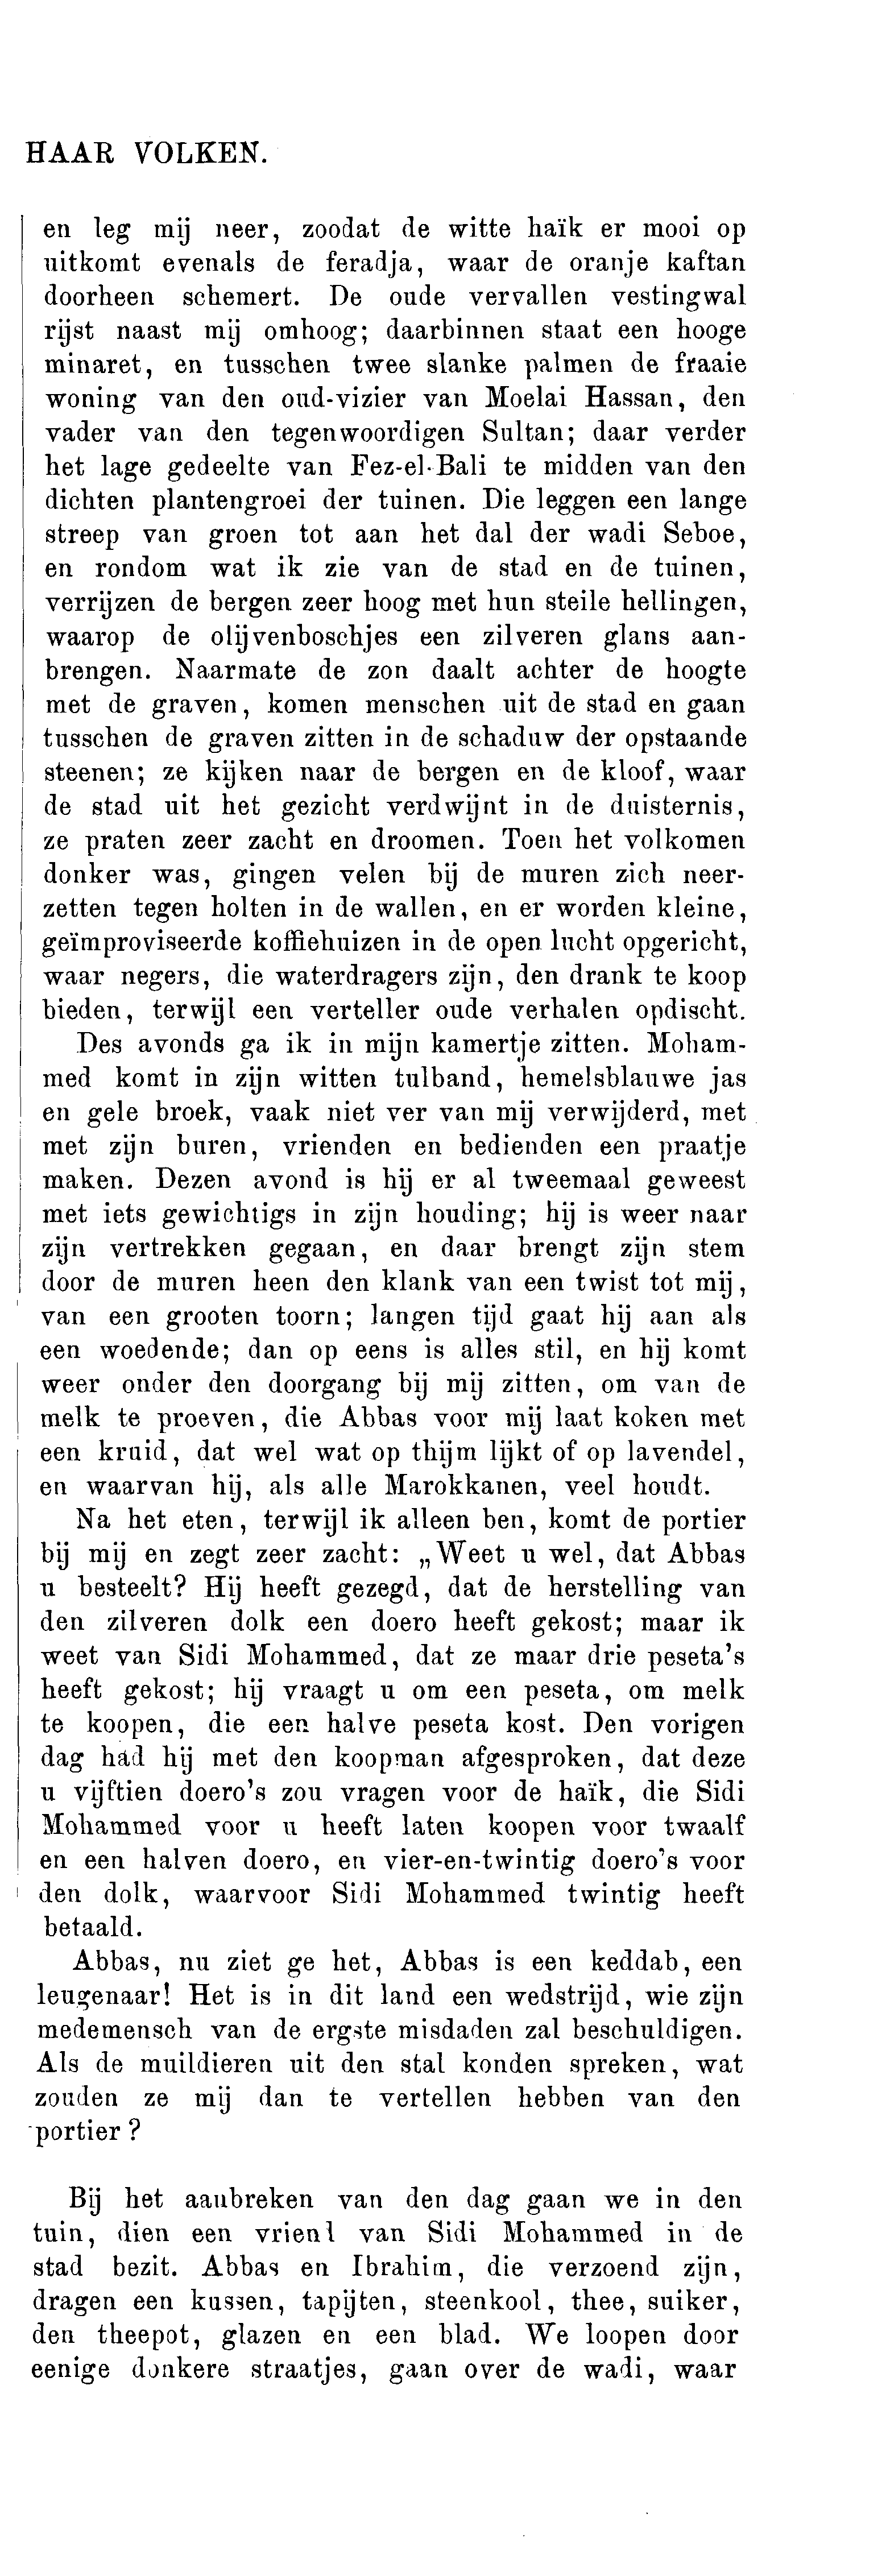 HAAR VOLKEN.
en leg mij neer, zoodat de witte haïk er mooi op
uitkomt evenals de feradja, waar de oranje kaftan
doorheen schemert. De oude vervallen vestingwal
rijst naast mij omhoog; daarbinnen staat een hooge
minaret, en tusschen twee slanke palmen de fraaie
woning van den oud-vizier van Moelai Hassan, den
vader van den tegenwoordigen Sultan; daar verder
het lage gedeelte van Fez-el-Bali te midden van den
dichten plantengroei der tuinen. Die leggen een lange
streep van groen tot aan het dal der wadi Seboe,
en rondom wat ik zie van de stad en de tuinen,
verrijzen de bergen zeer hoog met hun steile hellingen,
waarop de olijvenboschjes een zilveren glans aan-
brengen. Naarmate de zon daalt achter de hoogte
met de graven, komen menschen uit de stad en gaan
tusschen de graven zitten in de schaduw der opstaande
steenen; ze kijken naar de bergen en de kloof, waar
de stad uit het gezicht verdwijnt in de duisternis,
ze praten zeer zacht en droomen. Toen het volkomen
donker was, gingen velen bij de muren zich neer-
zetten tegen holten in de wallen, en er worden kleine,
geïmproviseerde koffiehuizen in de open lucht opgericht,
waar negers, die waterdragers zijn, den drank te koop
bieden, terwijl een verteller oude verhalen opdischt.
Des avonds ga ik in mijn kamertje zitten. Moham-
med komt in zijn witten tulband, hemelsblauwe jas
en gele broek, vaak niet ver van mij verwijderd, met
met zijn buren, vrienden en bedienden een praatje
maken. Dezen avond is hij er al tweemaal geweest
met iets gewichtigs in zijn houding; hij is weer naar
zijn vertrekken gegaan, en daar brengt zijn stem
door de muren heen den klank van een twist tot mij,
van een grooten toorn; langen tijd gaat hij aan als
een woedende; dan op eens is alles stil, en hij komt
weer onder den doorgang bij mij zitten, om van de
melk te proeven, die Abbas voor mij laat koken met
een kruid, dat wel wat op thijm lijkt of op lavendel,
en waarvan hij, als alle Marokkanen, veel houdt.
Na het eten, terwijl ik alleen ben, komt de portier
bij mij en zegt zeer zacht: „Weet u wel, dat Abbas
u besteelt? Hij heeft gezegd, dat de herstelling van
den zilveren dolk een doero heeft gekost; maar ik
weet van Sidi Mohammed, dat ze maar drie peseta's
heeft gekost; hij vraagt u om een peseta, om melk
te koopen, die een halve peseta kost. Den vorigen
dag had hij met den koopman afgesproken, dat deze
u vijftien doero's zou vragen voor de haïk, die Sidi
Mohammed voor u heeft laten koopen voor twaalf
en een halven doero, en vier-en-twintig doero's voor
den dolk, waarvoor Sidi Mohammed twintig heeft
betaald.
Abbas, nu ziet ge het, Abbas is een keddab, een
leugenaar! Het is in dit land een wedstrijd, wie zijn
medemensch van de ergste misdaden zal beschuldigen.
Als de muildieren uit den stal konden spreken, wat
zouden ze mij dan te vertellen hebben van den
portier?
Bij het aanbreken van den dag gaan we in den
tuin, dien een vriend van Sidi Mohammed in de
stad bezit. Abbas en Ibrahim, die verzoend zijn,
dragen een kussen, tapijten, steenkool, thee, suiker,
den theepot, glazen en een blad. We loopen door
eenige donkere straatjes, gaan over de wadi, waar